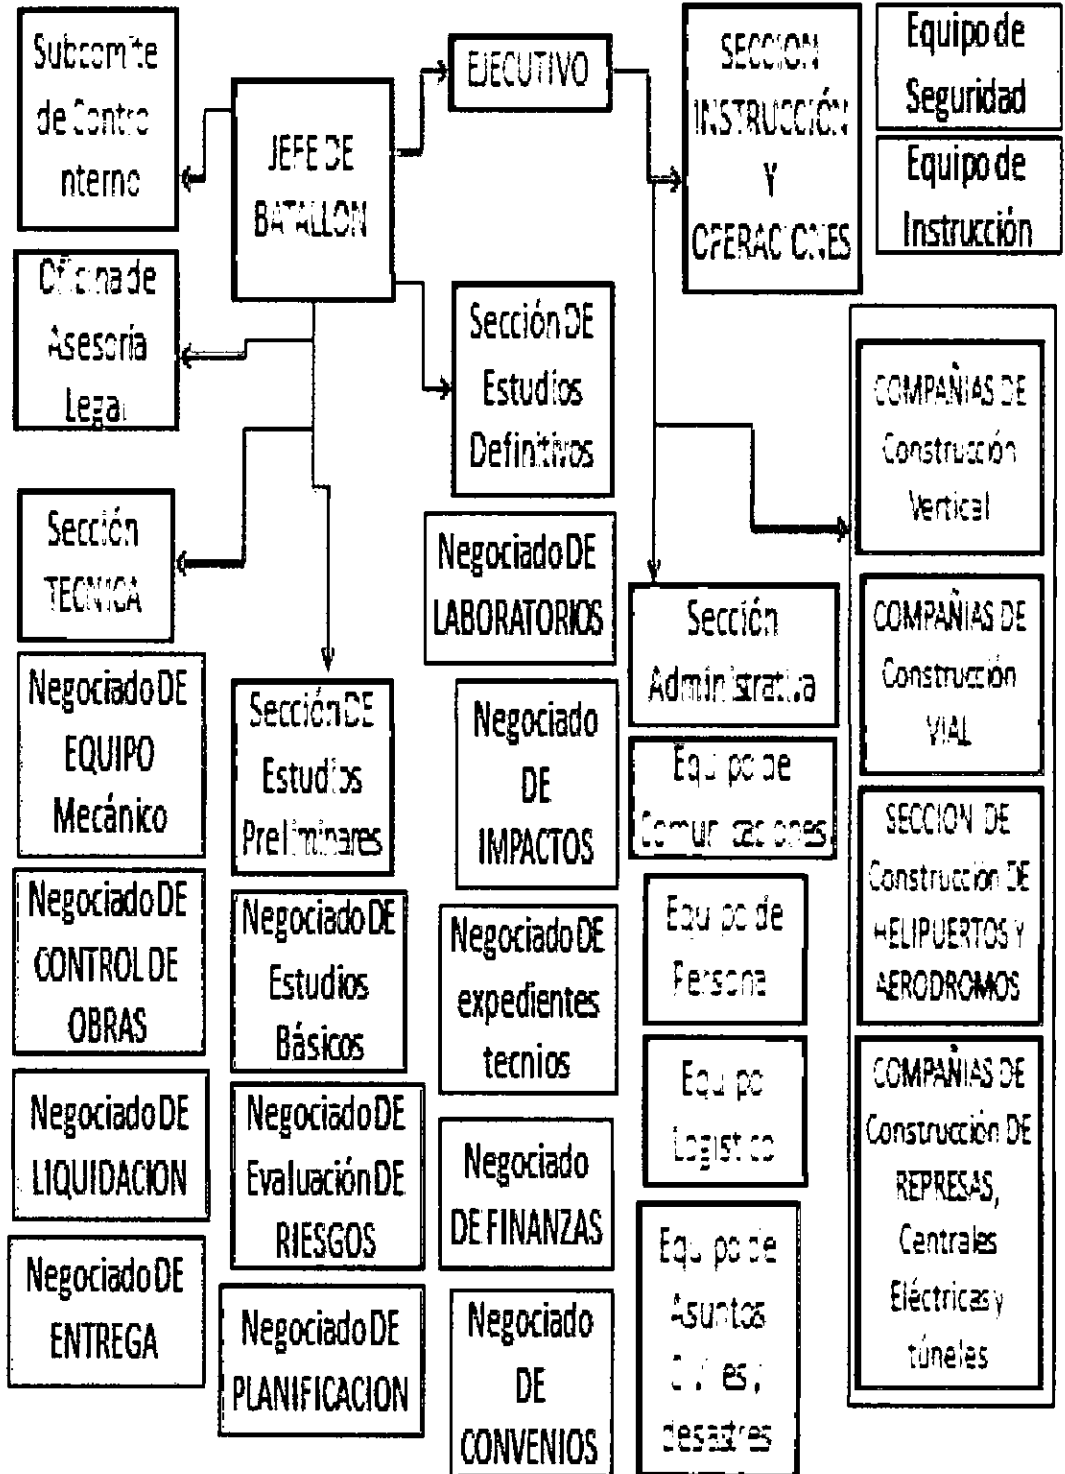 Subcomite
de Contro
nterno
JEFE DE
BATALLON
EJECUTIVO
SECCION
INSTRUCCIÓN
Y
OPERACIONES
Equipo de
Seguridad
Equipo de
Instrucción
Oficina de
Asesoría
Legal
Sección DE
Estudios
Definitivos
Sección
TECNICA
Negociado DE
EQUIPO
Mecánico
Negociado DE
CONTROL DE
OBRAS
Negociado DE
LIQUIDACION
Negociado DE
ENTREGA
Sección DE
Estudios
Preliminares
Negociado DE
Estudios
Básicos
Negociado DE
Evaluación DE
RIESGOS
Negociado DE
PLANIFICACION
Negociado DE
LABORATORIOS
Negociado
DE
IMPACTOS
Negociado DE
expedientes
tecnios
Negociado
DE FINANZAS
Negociado
DE
CONVENIOS
Sección
Administrativa
Equipo de
Comunicaciones
Equipo de
Persona
Equipo
Logistico
Equipo de
Asuntos
desastres
COMPAÑIAS DE
Construcción
Vertical
COMPAÑIAS DE
Construcción
VIAL
SECCION DE
Construcción DE
HELIPUERTOS Y
AERODROMOS
COMPAÑIAS DE
Construcción DE
REPRESAS,
Centrales
Eléctricas y
túneles